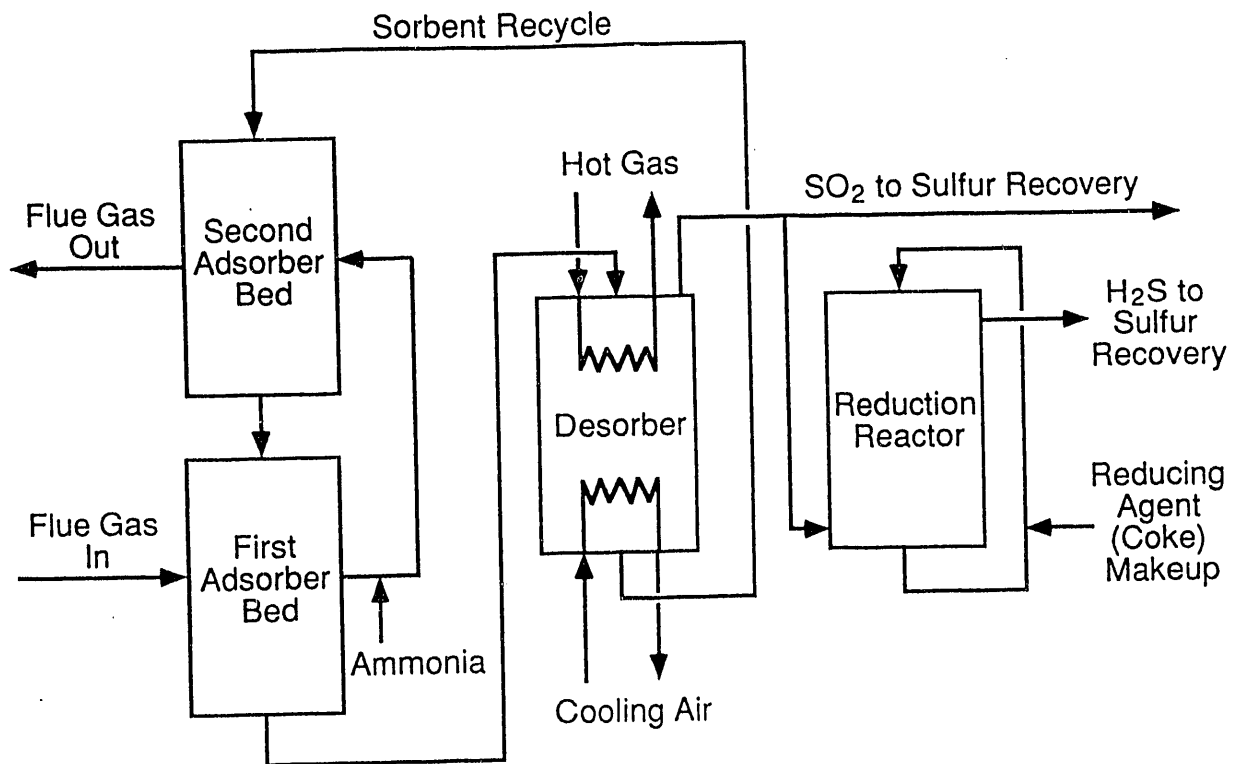 Sorbent Recycle
Hot Gas
SO₂ to Sulfur Recovery
Flue Gas
Out
Second
Adsorber
Bed
H₂S to
Sulfur
Recovery
Desorber
Reduction
Reactor
Reducing
Agent
(Coke)
Makeup
Flue Gas
In
First
Adsorber
Bed
Ammonia
Cooling Air